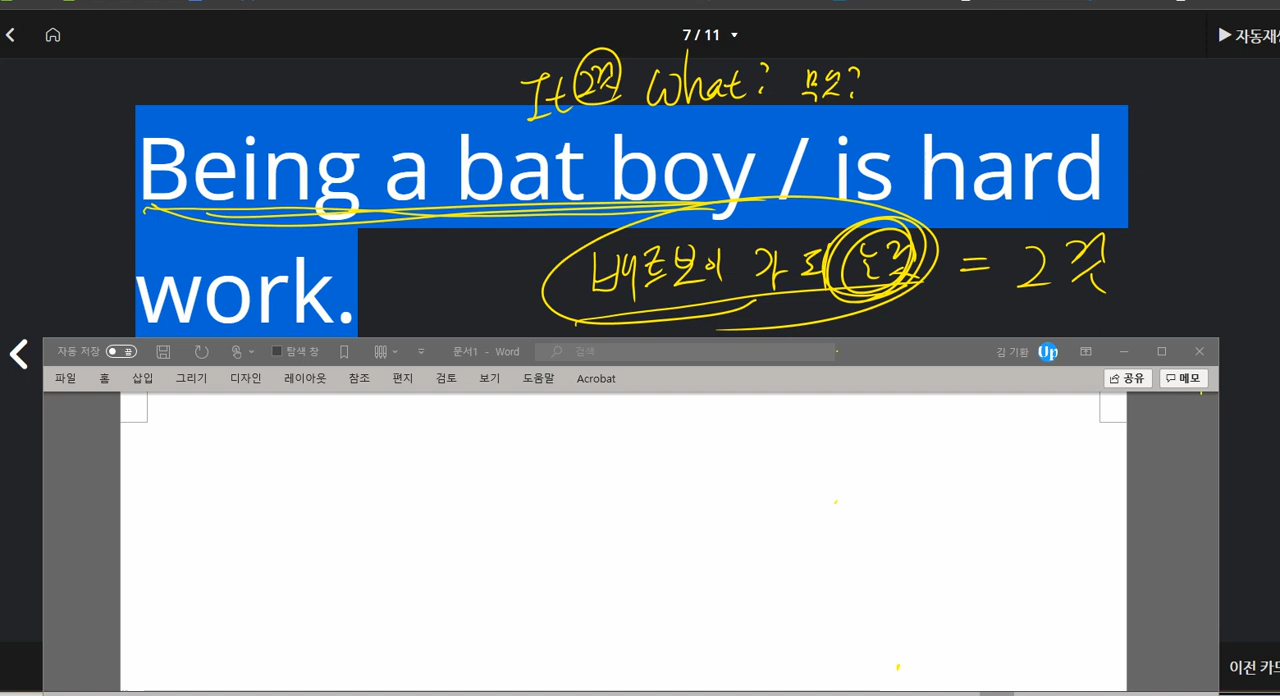 7 / 11
▶ 자동재생
It 그것 What? 무엇?
Being a bat boy / is hard
work.
배트보이 가 되는것 = 그것
자동 저장 끔 탐색 창 문서1 - Word 검색 김 기환 Up
파일 홈 삽입 그리기 디자인 레이아웃 참조 편지 검토 보기 도움말 Acrobat 공유 메모
이전 카드